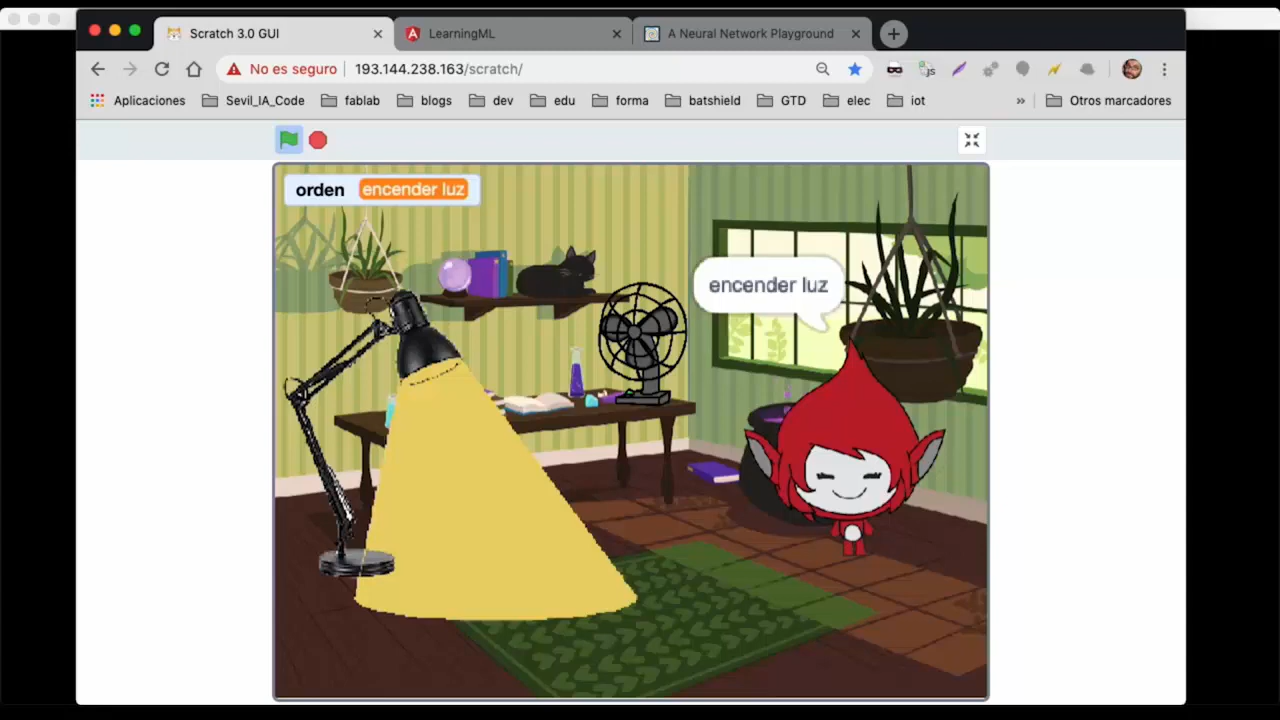 Scratch 3.0 GUI
LearningML
A Neural Network Playground
No es seguro
193.144.238.163/scratch/
js
Aplicaciones
Sevil_IA_Code
fablab
blogs
dev
edu
forma
batshield
GTD
elec
iot
»
Otros marcadores
orden
encender luz
encender luz